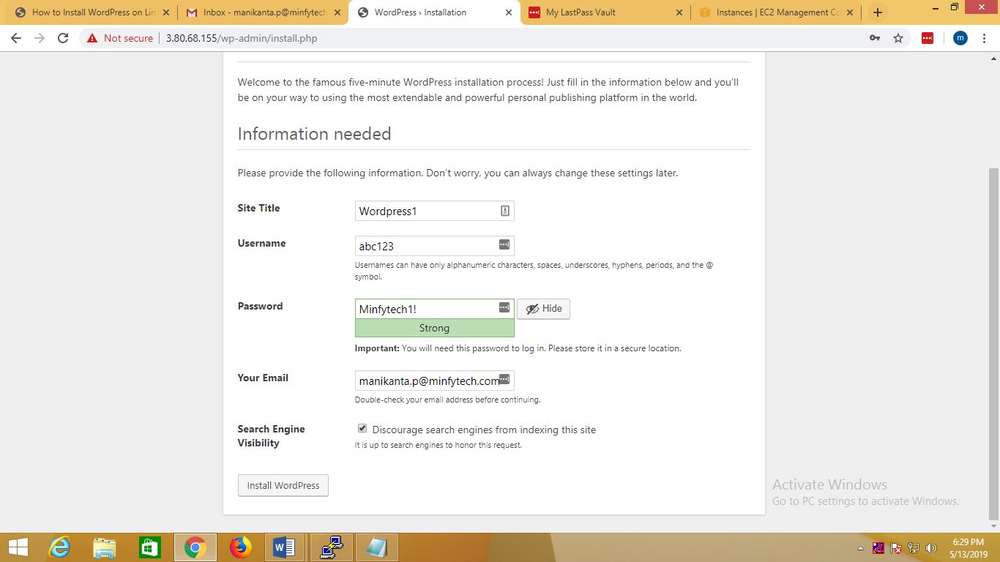 How to Install WordPress on Lin
Inbox - manikanta.p@minfytech
WordPress › Installation
My LastPass Vault
Instances | EC2 Management Co
Not secure
3.80.68.155/wp-admin/install.php
m
Welcome to the famous five-minute WordPress installation process! Just fill in the information below and you’ll
be on your way to using the most extendable and powerful personal publishing platform in the world.
Information needed
Please provide the following information. Don’t worry, you can always change these settings later.
Site Title
Wordpress1
Username
abc123
Usernames can have only alphanumeric characters, spaces, underscores, hyphens, periods, and the @
symbol.
Password
Minfytech1!
Hide
Strong
Important: You will need this password to log in. Please store it in a secure location.
Your Email
manikanta.p@minfytech.com
Double-check your email address before continuing.
Search Engine
Visibility
Discourage search engines from indexing this site
It is up to search engines to honor this request.
Install WordPress
Activate Windows
Go to PC settings to activate Windows.
6:29 PM
5/13/2019